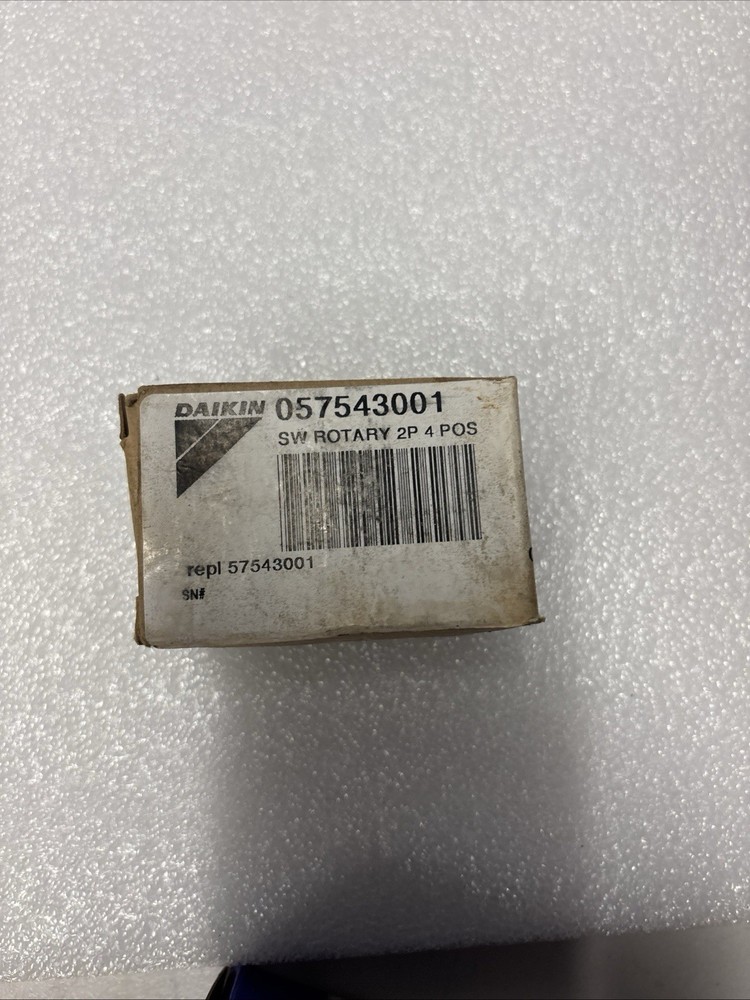 DAIKIN 057543001
SW ROTARY 2P 4 POS
repl 57543001
SN#